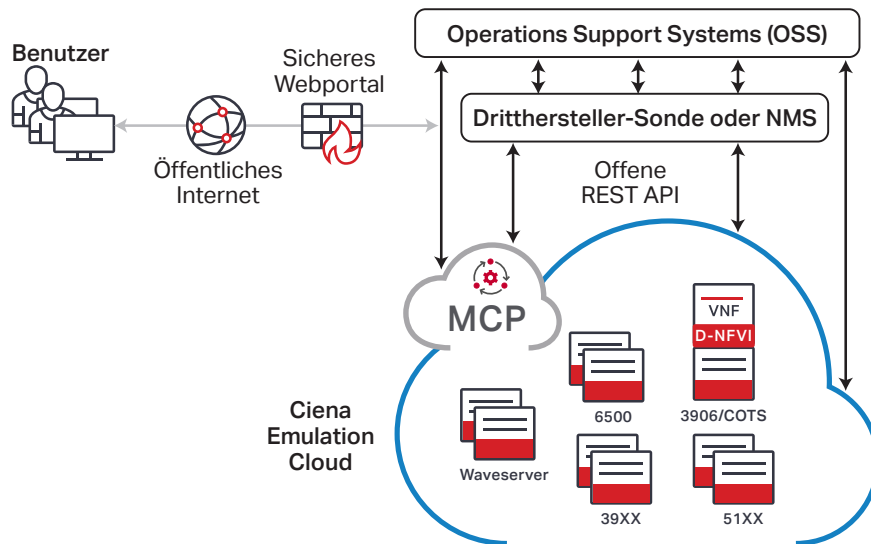 Operations Support Systems (OSS)
Benutzer
Sicheres
Webportal
Dritthersteller-Sonde oder NMS
Öffentliches
Internet
Offene
REST API
MCP
VNF
D-NFVI
6500
3906/COTS
Ciena
Emulation
Cloud
Waveserver
39XX
51XX